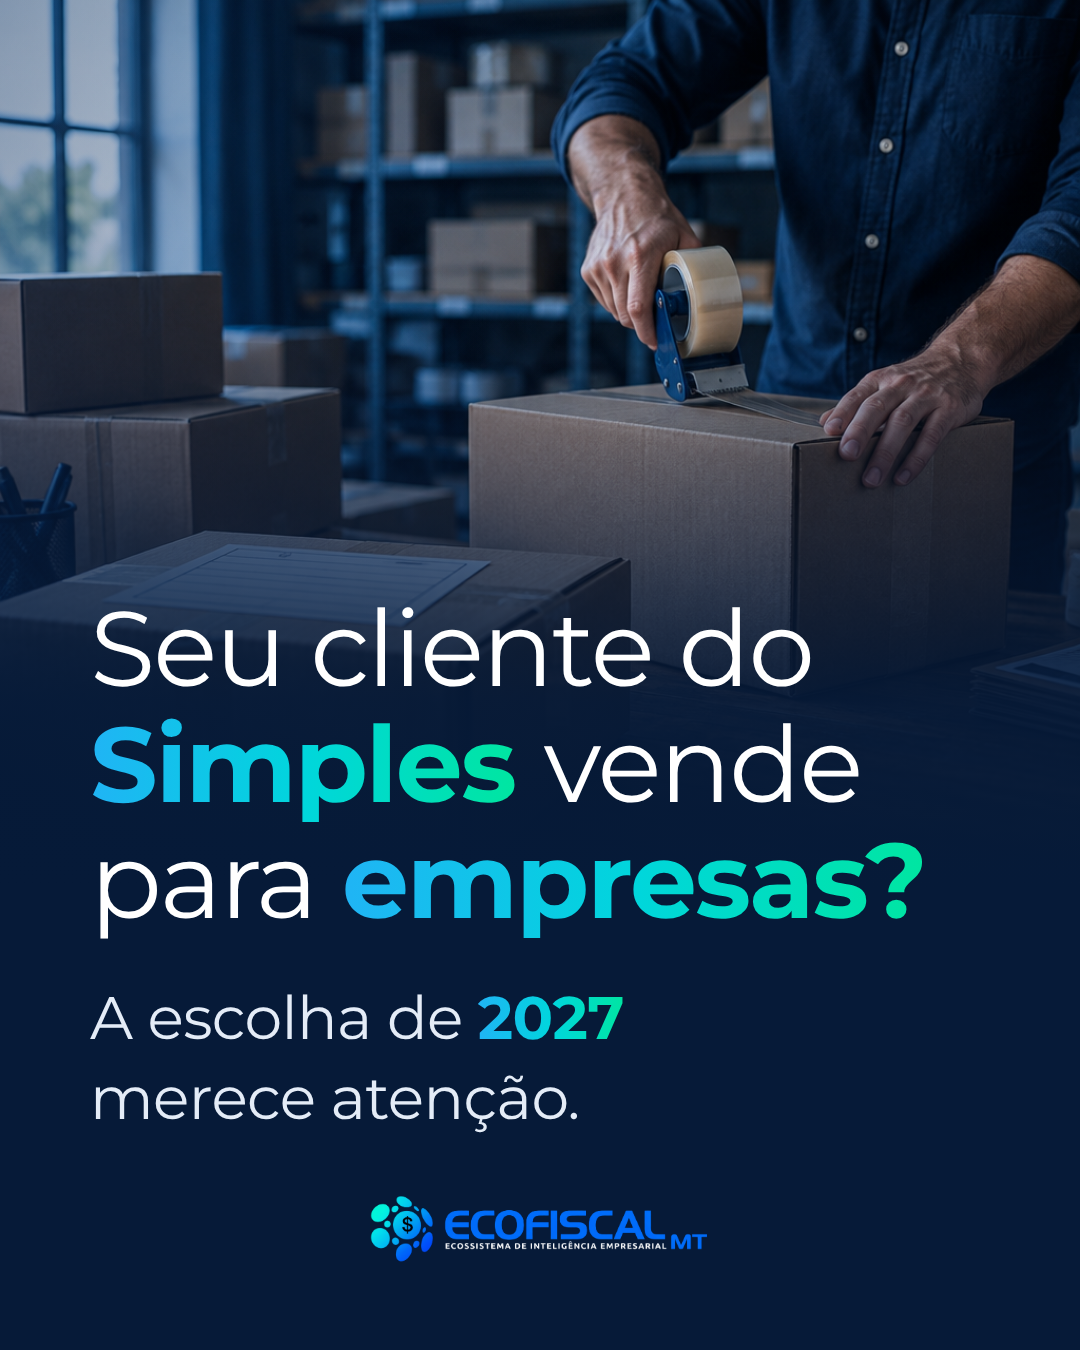 Seu cliente do
Simples vende
para empresas?
A escolha de 2027
merece atenção.
$
ECOFISCAL
ECOSSISTEMA DE INTELIGÊNCIA EMPRESARIAL MT